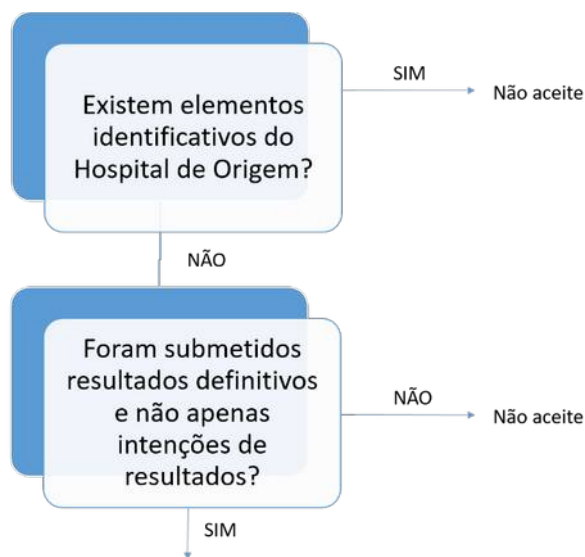 Existem elementos
identificativos do
Hospital de Origem?
SIM
Não aceite
NÃO
Foram submetidos
resultados definitivos
e não apenas
intenções de
resultados?
NÃO
Não aceite
SIM